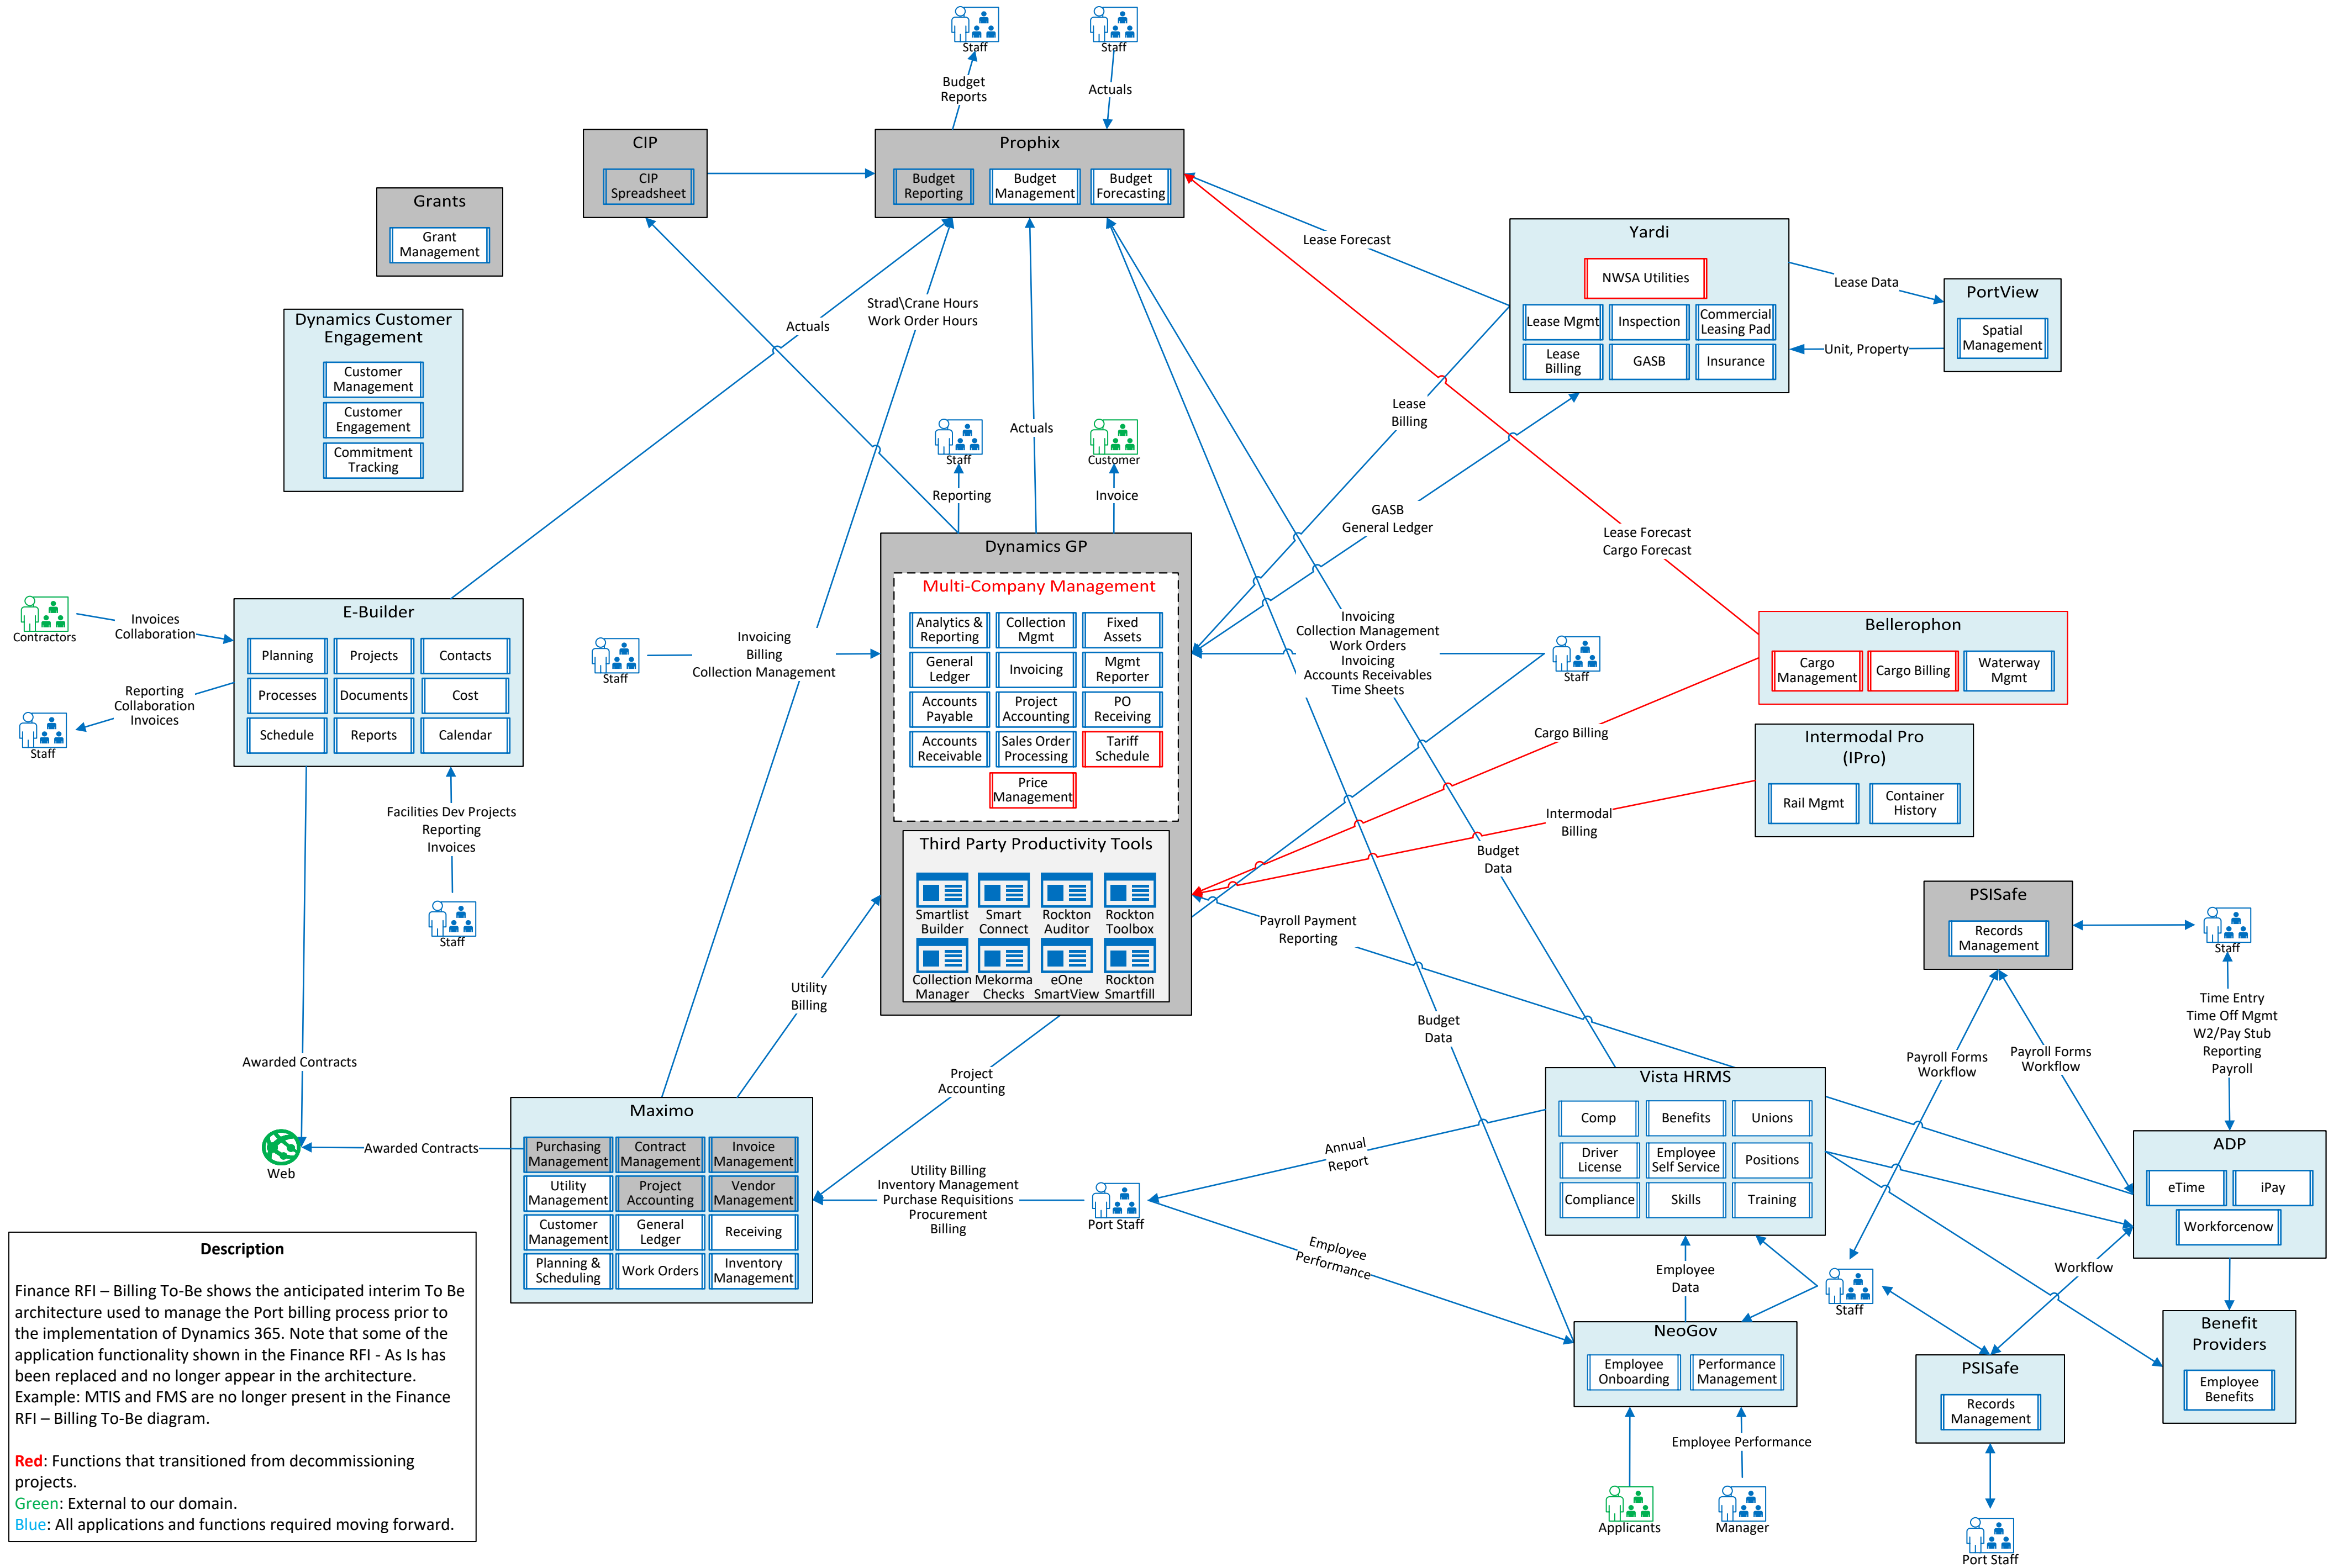 Staff
Staff
Budget
Reports
Actuals
CIP
CIP
Spreadsheet
Prophix
Budget
Reporting
Budget
Management
Budget
Forecasting
Grants
Grant
Management
Lease Forecast
Yardi
NWSA Utilities
Lease Mgmt
Inspection
Commercial
Leasing Pad
Lease
Billing
GASB
Insurance
Lease Data
Unit, Property
PortView
Spatial
Management
Dynamics Customer
Engagement
Customer
Management
Customer
Engagement
Commitment
Tracking
Actuals
Strad\Crane Hours
Work Order Hours
Staff
Reporting
Actuals
Customer
Invoice
Lease
Billing
GASB
General Ledger
Lease Forecast
Cargo Forecast
Contractors
Invoices
Collaboration
Reporting
Collaboration
Invoices
Staff
E-Builder
Planning
Projects
Contacts
Processes
Documents
Cost
Schedule
Reports
Calendar
Facilities Dev Projects
Reporting
Invoices
Staff
Staff
Invoicing
Billing
Collection Management
Dynamics GP
Multi-Company Management
Analytics &
Reporting
Collection
Mgmt
Fixed
Assets
General
Ledger
Invoicing
Mgmt
Reporter
Accounts
Payable
Project
Accounting
PO
Receiving
Accounts
Receivable
Sales Order
Processing
Tariff
Schedule
Price
Management
Third Party Productivity Tools
Smartlist
Builder
Smart
Connect
Rockton
Auditor
Rockton
Toolbox
Collection
Manager
Mekorma
Checks
eOne
SmartView
Rockton
Smartfill
Invoicing
Collection Management
Work Orders
Invoicing
Accounts Receivables
Time Sheets
Staff
Bellerophon
Cargo
Management
Cargo Billing
Waterway
Mgmt
Cargo Billing
Intermodal Pro
(IPro)
Rail Mgmt
Container
History
Intermodal
Billing
Budget
Data
Payroll Payment
Reporting
Budget
Data
PSISafe
Records
Management
Staff
Time Entry
Time Off Mgmt
W2/Pay Stub
Reporting
Payroll
Payroll Forms
Workflow
Payroll Forms
Workflow
Utility
Billing
Awarded Contracts
Project
Accounting
Web
Awarded Contracts
Maximo
Purchasing
Management
Contract
Management
Invoice
Management
Utility
Management
Project
Accounting
Vendor
Management
Customer
Management
General
Ledger
Receiving
Planning &
Scheduling
Work Orders
Inventory
Management
Utility Billing
Inventory Management
Purchase Requisitions
Procurement
Billing
Port Staff
Annual
Report
Employee
Performance
Vista HRMS
Comp
Benefits
Unions
Driver
License
Employee
Self Service
Positions
Compliance
Skills
Training
Employee
Data
Staff
ADP
eTime
iPay
Workforcenow
Workflow
Benefit
Providers
Employee
Benefits
NeoGov
Employee
Onboarding
Performance
Management
Employee Performance
Applicants
Manager
PSISafe
Records
Management
Port Staff
Description
Finance RFI – Billing To-Be shows the anticipated interim To Be
architecture used to manage the Port billing process prior to
the implementation of Dynamics 365. Note that some of the
application functionality shown in the Finance RFI - As Is has
been replaced and no longer appear in the architecture.
Example: MTIS and FMS are no longer present in the Finance
RFI – Billing To-Be diagram.
Red: Functions that transitioned from decommissioning
projects.
Green: External to our domain.
Blue: All applications and functions required moving forward.